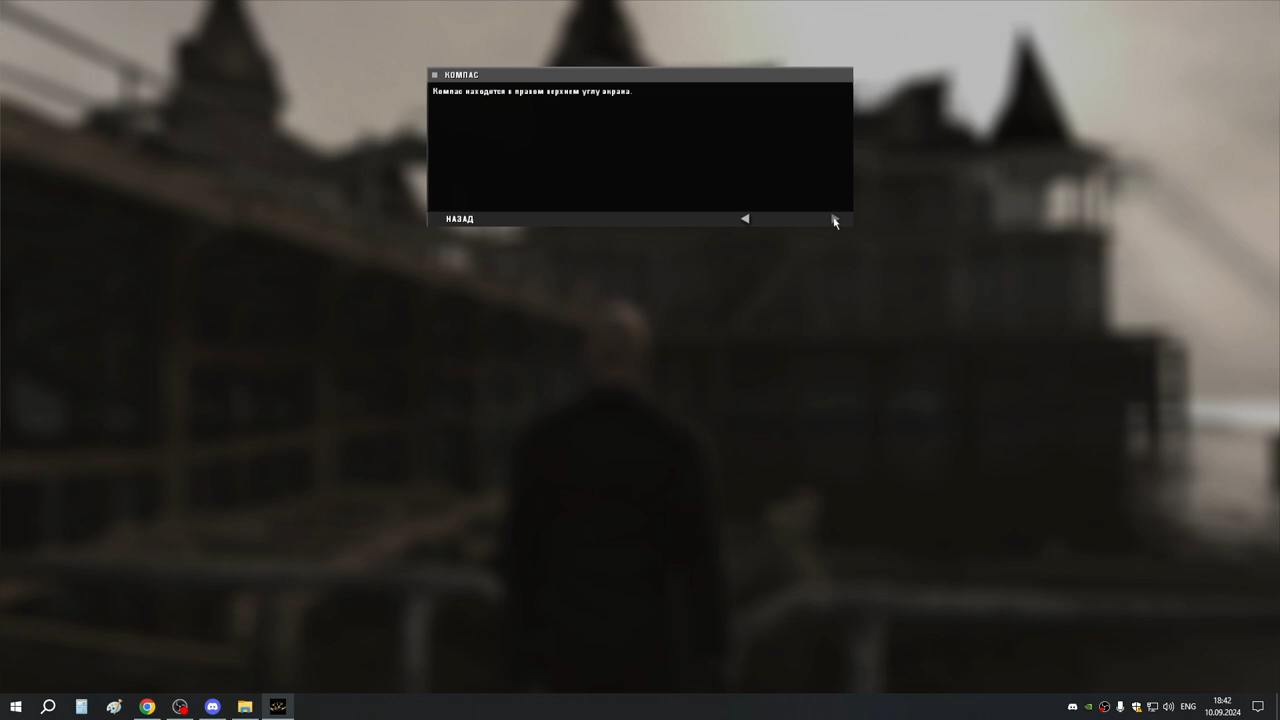 КОМПАС
Компас находится в правом верхнем углу экрана.
НАЗАД
ENG
18:42
10.09.2024